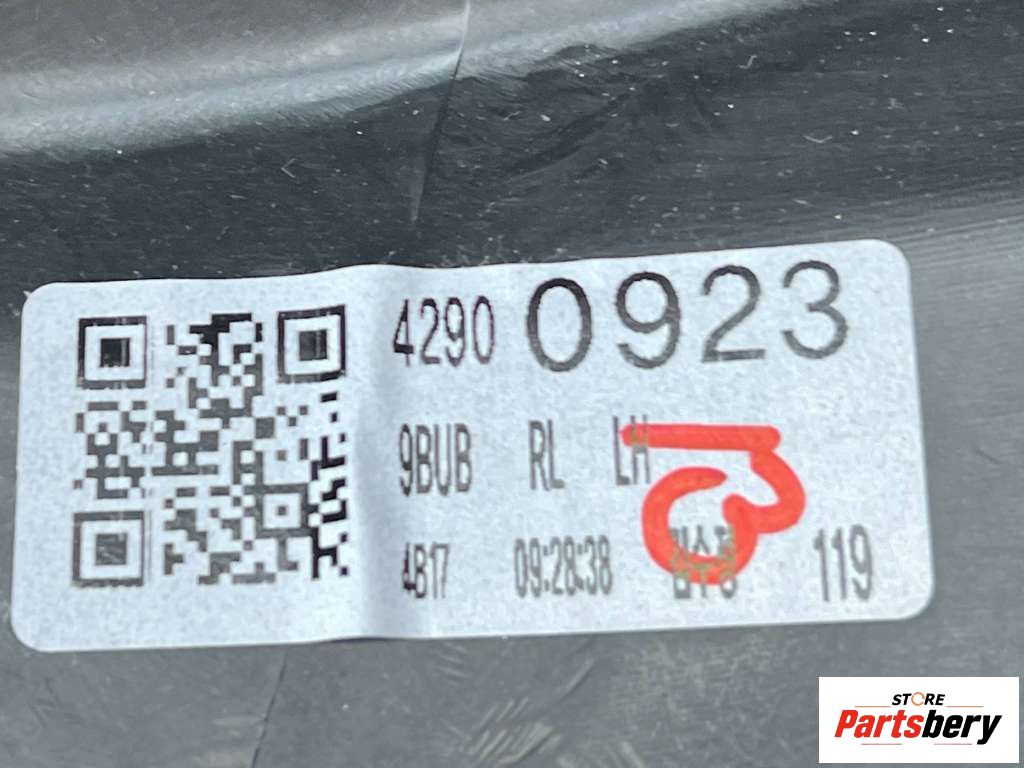 4290 0923
9BUB RL LH
4B17 09:28:38 119
STORE
Partsbery